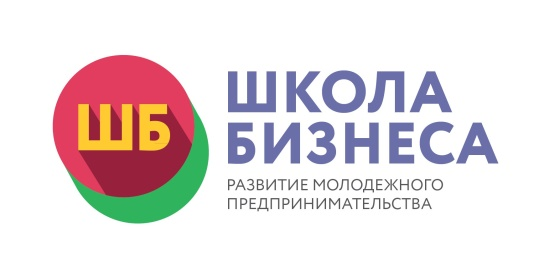 ШБ
ШКОЛА
БИЗНЕСА
РАЗВИТИЕ МОЛОДЕЖНОГО
ПРЕДПРИНИМАТЕЛЬСТВА